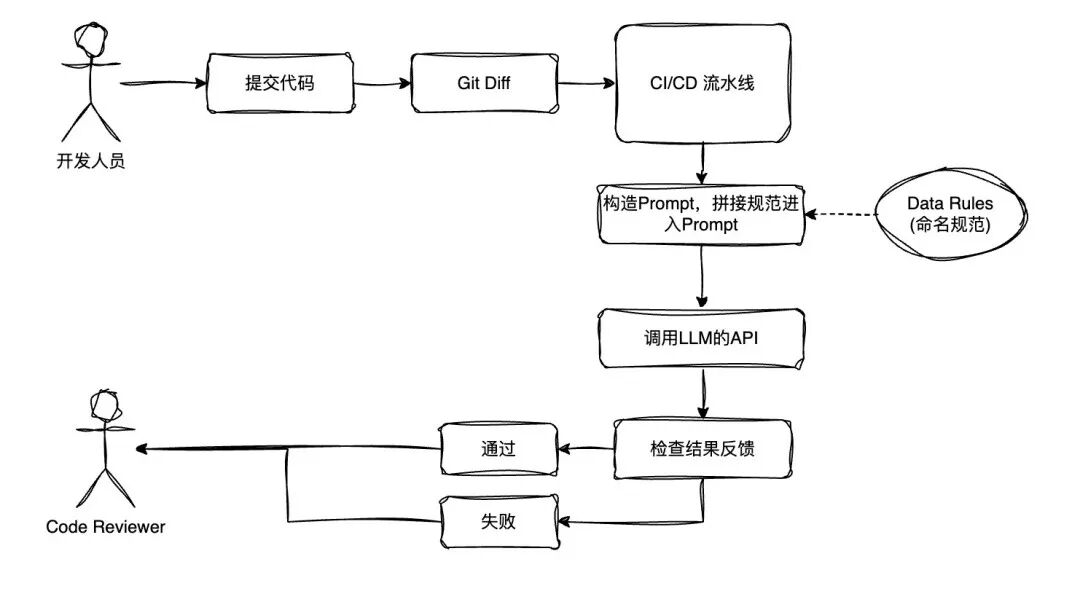 提交代码
Git Diff
CI/CD 流水线
开发人员
构造Prompt，拼接规范进
入Prompt
Data Rules
(命名规范)
调用LLM的API
检查结果反馈
通过
失败
Code Reviewer